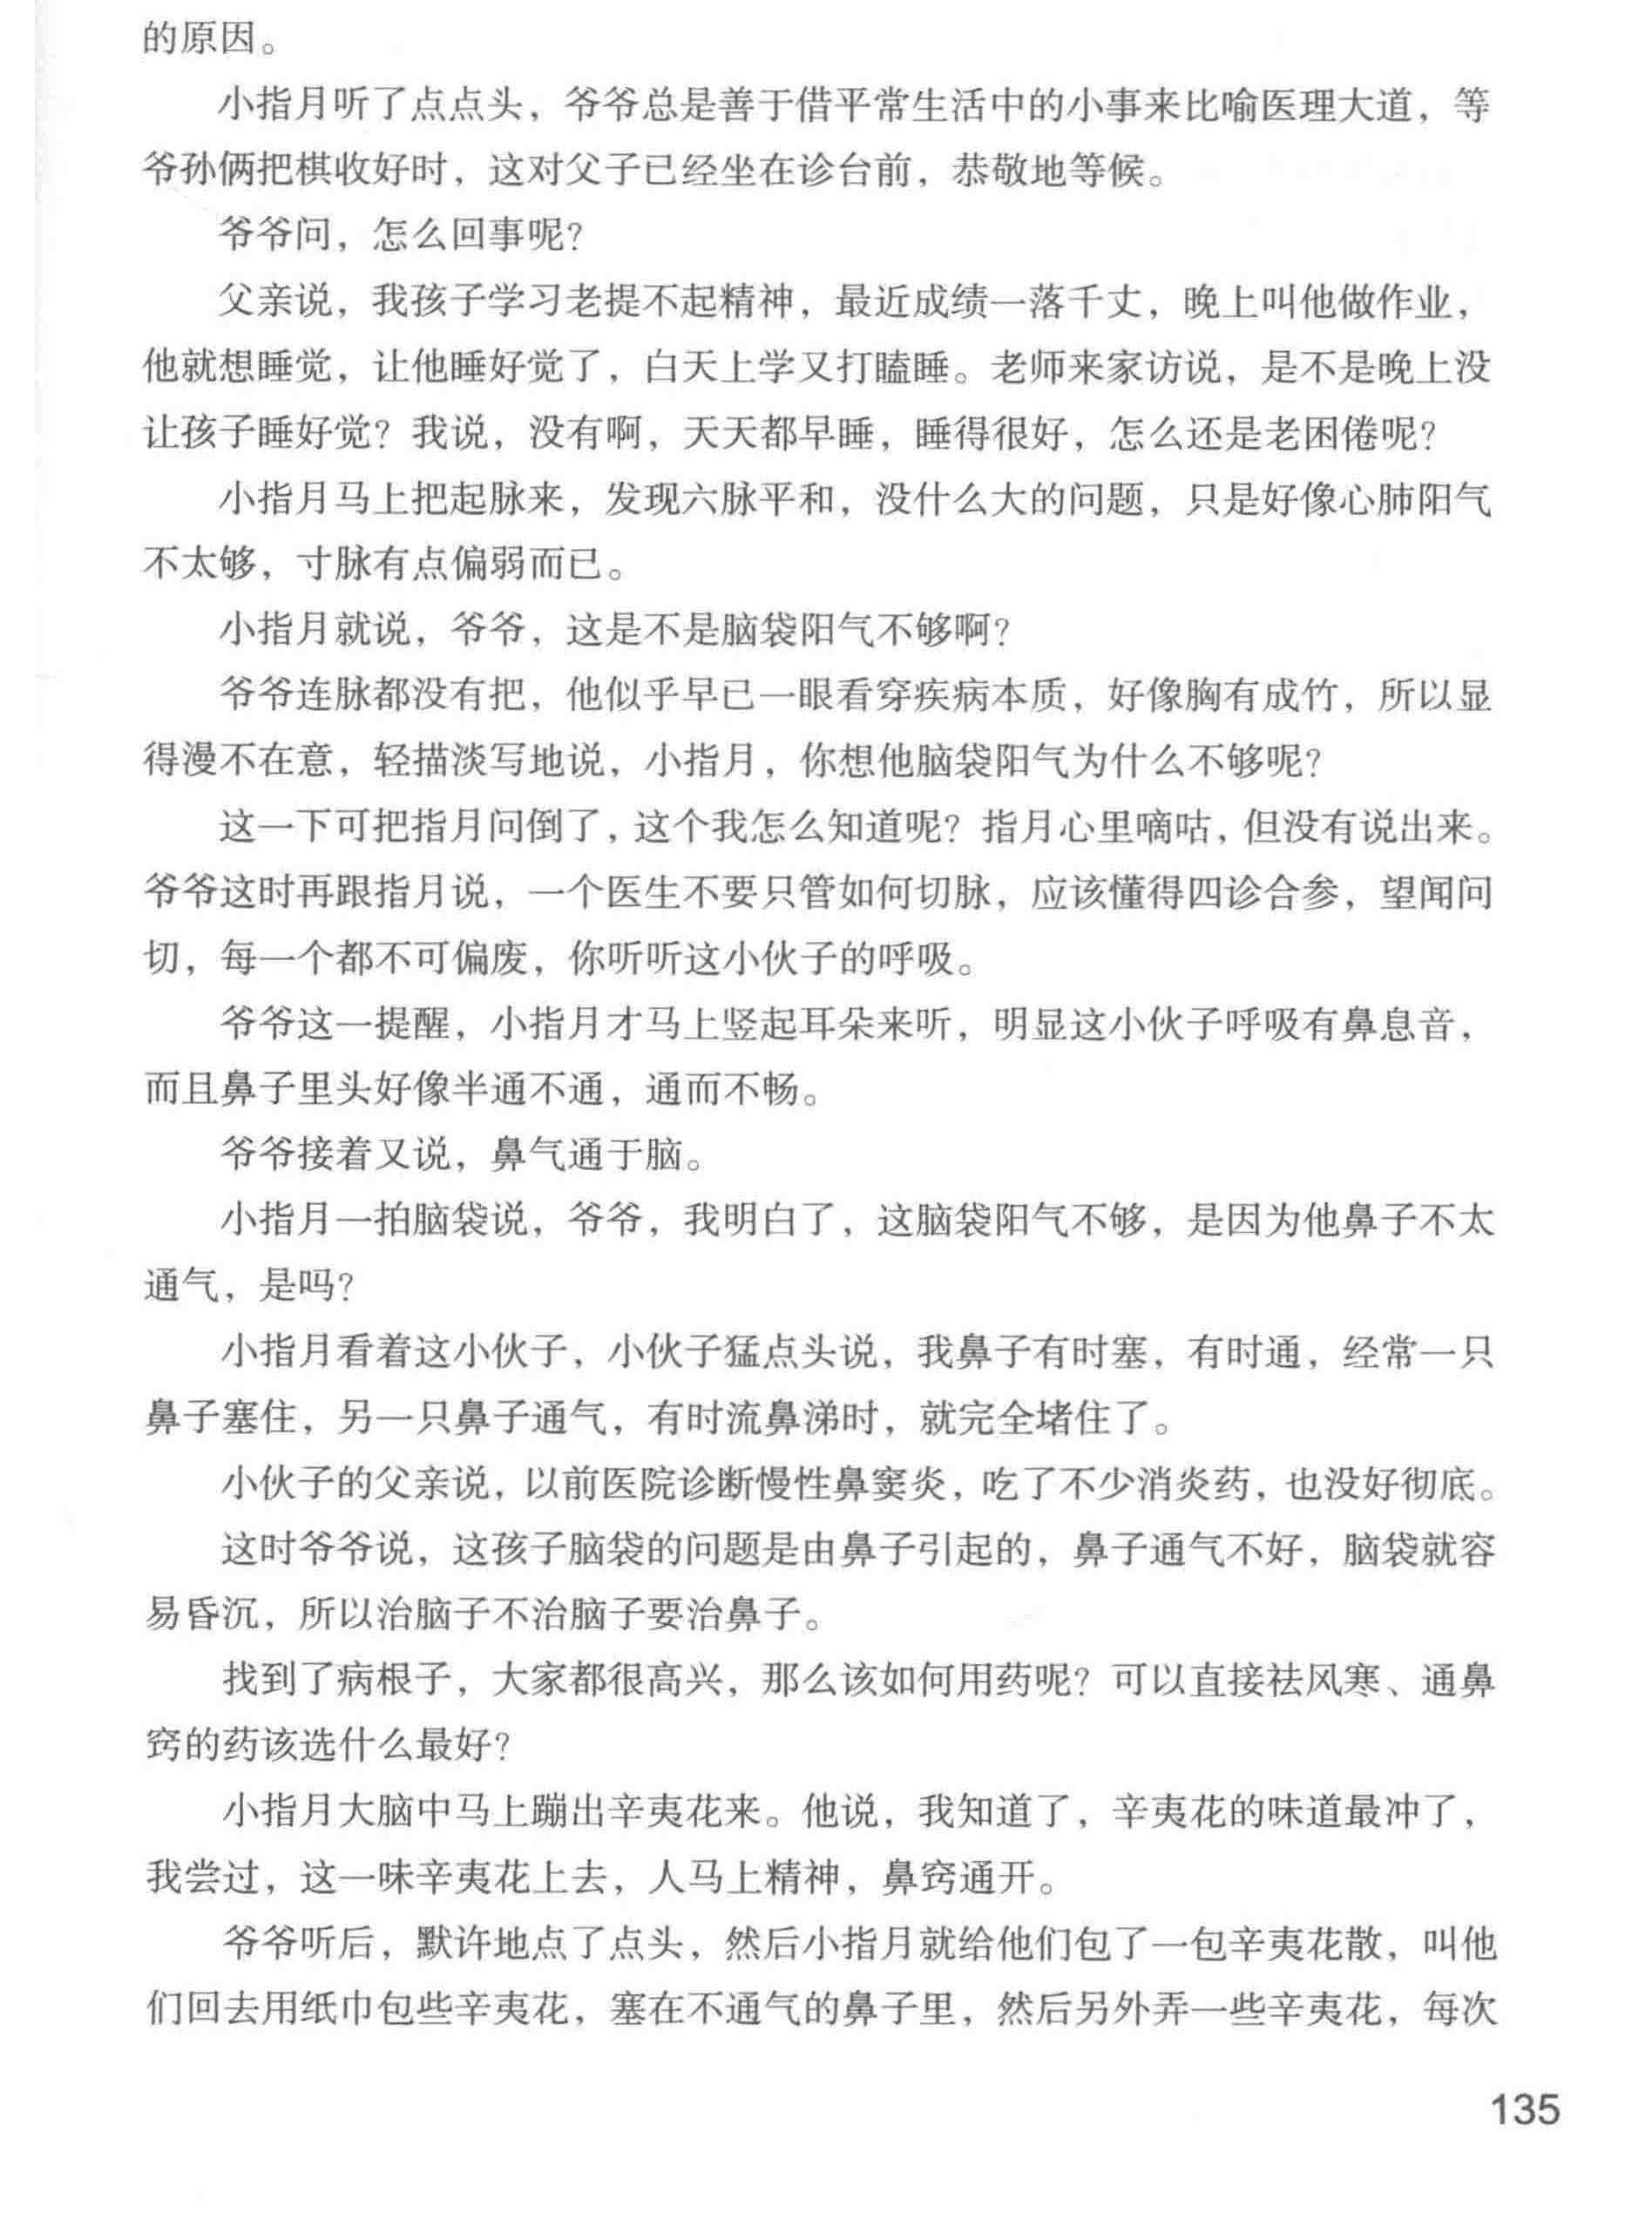 的原因。
小指月听了点点头，爷爷总是善于借平常生活中的小事来比喻医理大道，等
爷孙俩把棋收好时，这对父子已经坐在诊台前，恭敬地等候。
爷爷问，怎么回事呢？
父亲说，我孩子学习老提不起精神，最近成绩一落千丈，晚上叫他做作业，
他就想睡觉，让他睡好觉了，白天上学又打瞌睡。老师来家访说，是不是晚上没
让孩子睡好觉？我说，没有啊，天天都早睡，睡得很好，怎么还是老困倦呢？
小指月马上把起脉来，发现六脉平和，没什么大的问题，只是好像心肺阳气
不太够，寸脉有点偏弱而已。
小指月就说，爷爷，这是不是脑袋阳气不够啊？
爷爷连脉都没有把，他似乎早已一眼看穿疾病本质，好像胸有成竹，所以显
得漫不在意，轻描淡写地说，小指月，你想他脑袋阳气为什么不够呢？
这一下可把指月问倒了，这个我怎么知道呢？指月心里嘀咕，但没有说出来。
爷爷这时再跟指月说，一个医生不要只管如何切脉，应该懂得四诊合参，望闻问
切，每一个都不可偏废，你听听这小伙子的呼吸。
爷爷这一提醒，小指月才马上竖起耳朵来听，明显这小伙子呼吸有鼻息音，
而且鼻子里头好像半通不通，通而不畅。
爷爷接着又说，鼻气通于脑。
小指月一拍脑袋说，爷爷，我明白了，这脑袋阳气不够，是因为他鼻子不太
通气，是吗？
小指月看着这小伙子，小伙子猛点头说，我鼻子有时塞，有时通，经常一只
鼻子塞住，另一只鼻子通气，有时流鼻涕时，就完全堵住了。
小伙子的父亲说，以前医院诊断慢性鼻窦炎，吃了不少消炎药，也没好彻底。
这时爷爷说，这孩子脑袋的问题是由鼻子引起的，鼻子通气不好，脑袋就容
易昏沉，所以治脑子不治脑子要治鼻子。
找到了病根子，大家都很高兴，那么该如何用药呢？可以直接祛风寒、通鼻
窍的药该选什么最好？
小指月大脑中马上蹦出辛夷花来。他说，我知道了，辛夷花的味道最冲了，
我尝过，这一味辛夷花上去，人马上精神，鼻窍通开。
爷爷听后，默许地点了点头，然后小指月就给他们包了一包辛夷花散，叫他
们回去用纸巾包些辛夷花，塞在不通气的鼻子里，然后另外弄一些辛夷花，每次
135